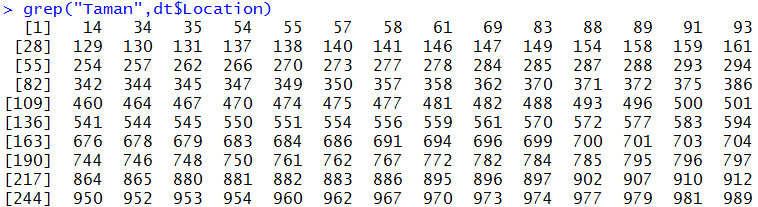 > grep("Taman",dt$Location)
[1] 14 34 35 54 55 57 58 61 69 83 88 89 91 93
[28] 129 130 131 137 138 140 141 146 147 149 154 158 159 161
[55] 254 257 262 266 270 273 277 278 284 285 287 288 293 294
[82] 342 344 345 347 349 350 357 358 362 370 371 372 375 386
[109] 460 464 467 470 474 475 477 481 482 488 493 496 500 501
[136] 541 544 545 550 551 554 556 559 561 570 572 577 583 594
[163] 676 678 679 683 684 686 691 694 696 699 700 701 703 704
[190] 744 746 748 750 761 762 767 772 782 784 785 795 796 797
[217] 864 865 880 881 882 883 886 895 896 897 902 907 910 912
[244] 950 952 953 954 960 962 967 970 973 974 977 979 981 989